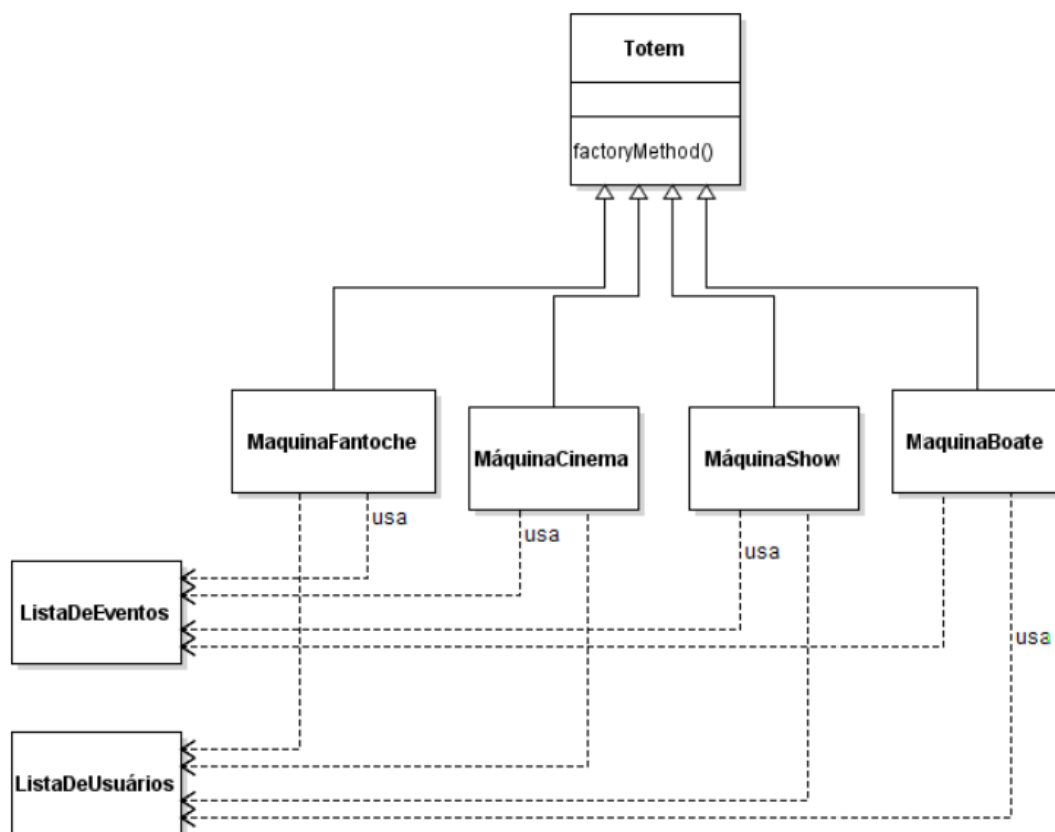 Totem
factoryMethod()
MaquinaFantoche
MáquinaCinema
MáquinaShow
MaquinaBoate
usa
usa
usa
ListaDeEventos
usa
ListaDeUsuários